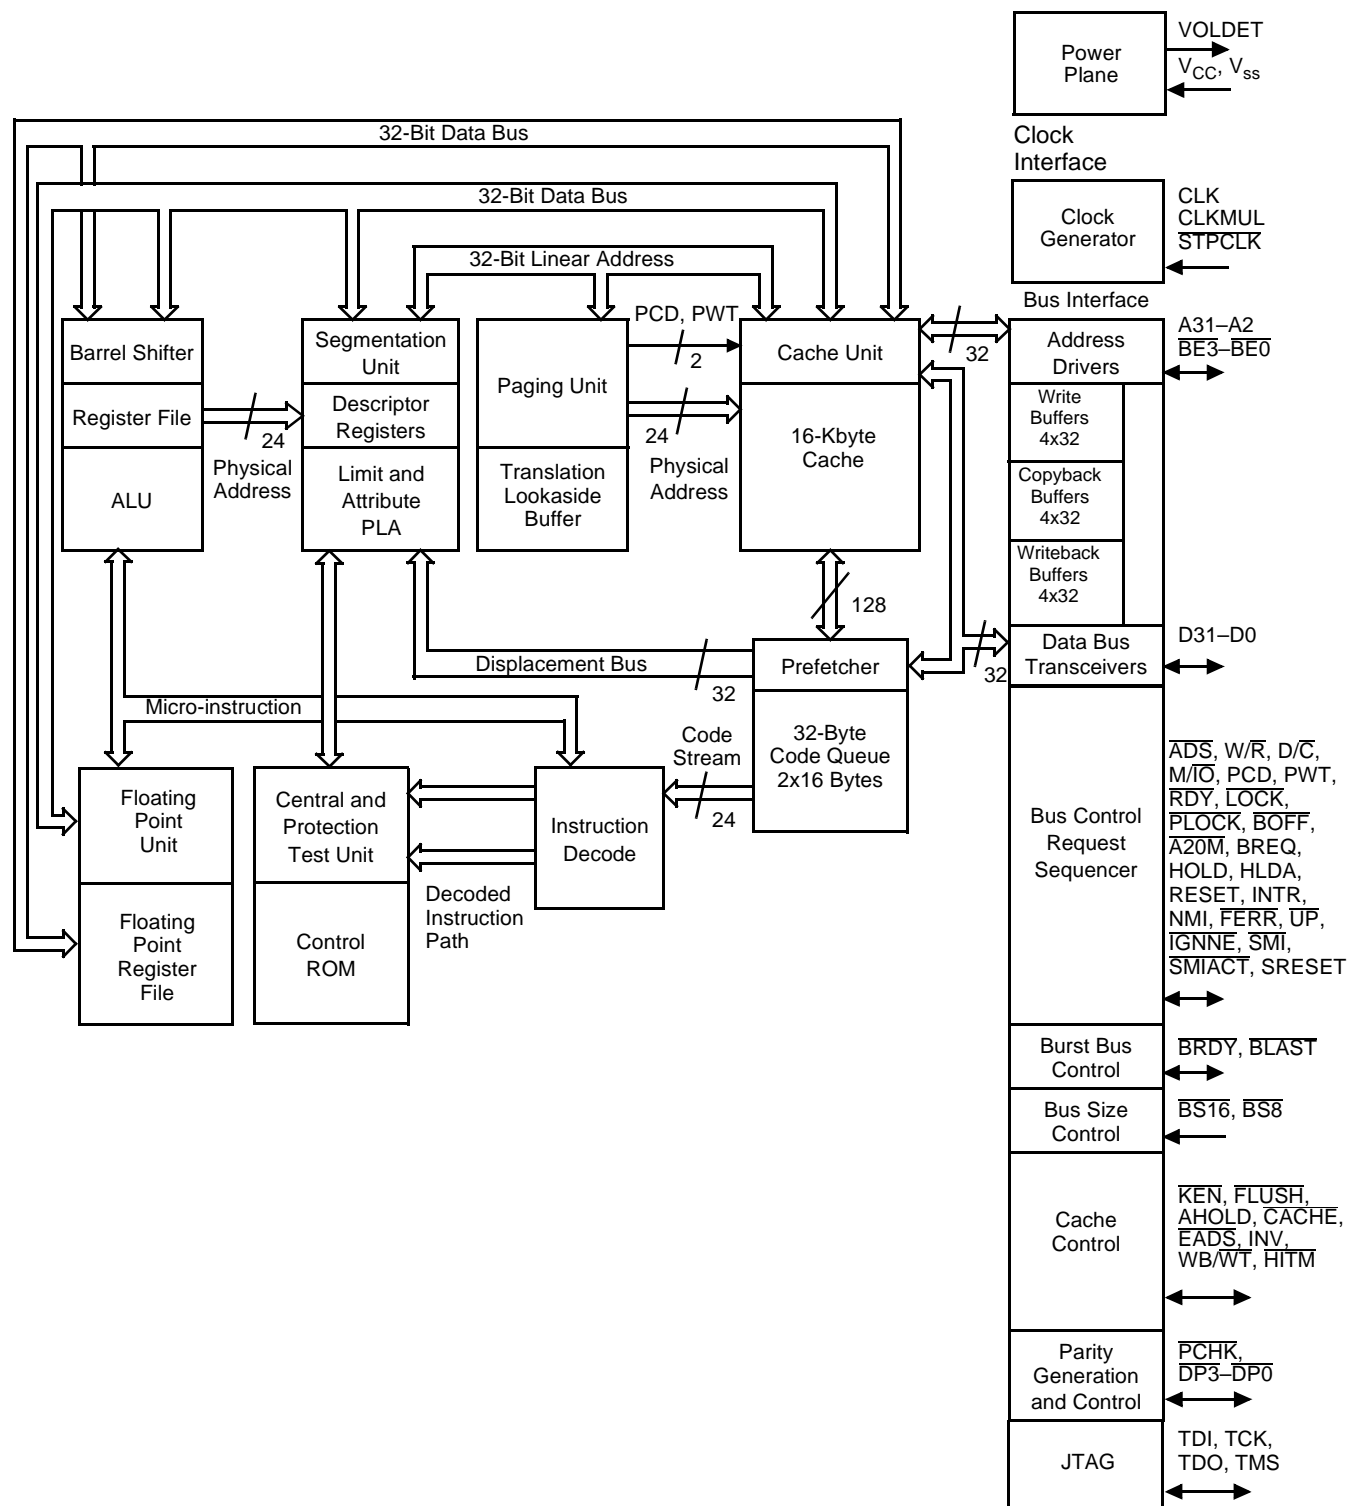 Power
Plane
VOLDET
VCC, Vss
Clock
Interface
Clock
Generator
CLK
CLKMUL
STPCLK
32-Bit Data Bus
32-Bit Data Bus
32-Bit Linear Address
Barrel Shifter
Register File
ALU
24
Physical
Address
Segmentation
Unit
Descriptor
Registers
Limit and
Attribute
PLA
Paging Unit
Translation
Lookaside
Buffer
PCD, PWT
2
24
Physical
Address
Cache Unit
16-Kbyte
Cache
32
Bus Interface
Address
Drivers
A31–A2
BE3–BE0
Write
Buffers
4x32
Copyback
Buffers
4x32
Writeback
Buffers
4x32
128
Displacement Bus
32
Prefetcher
32
Data Bus
Transceivers
D31–D0
Micro-instruction
32-Byte
Code Queue
2x16 Bytes
Code
Stream
24
Floating
Point
Unit
Floating
Point
Register
File
Central and
Protection
Test Unit
Control
ROM
Instruction
Decode
Decoded
Instruction
Path
Bus Control
Request
Sequencer
ADS, W/R, D/C,
M/IO, PCD, PWT,
RDY, LOCK,
PLOCK, BOFF,
A20M, BREQ,
HOLD, HLDA,
RESET, INTR,
NMI, FERR, UP,
IGNNE, SMI,
SMIACT, SRESET
Burst Bus
Control
BRDY, BLAST
Bus Size
Control
BS16, BS8
Cache
Control
KEN, FLUSH,
AHOLD, CACHE,
EADS, INV,
WB/WT, HITM
Parity
Generation
and Control
PCHK,
DP3–DP0
JTAG
TDI, TCK,
TDO, TMS